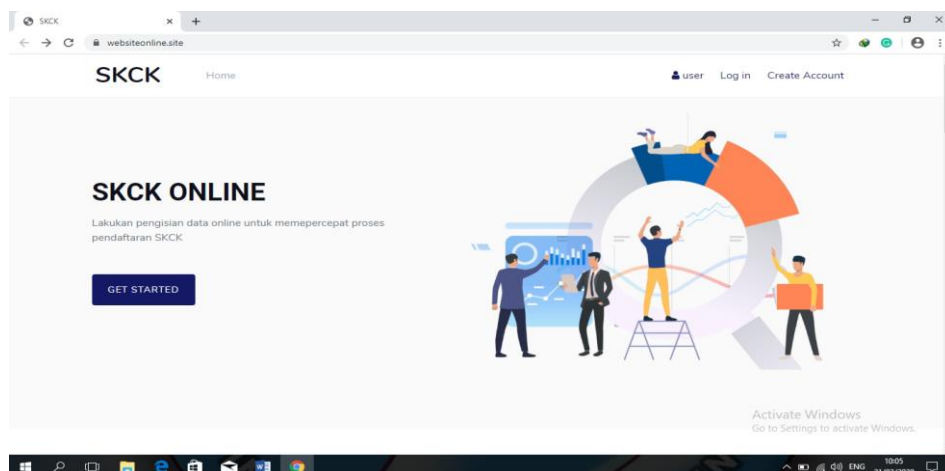 SKCK
websiteonline.site
SKCK Home user Log in Create Account
SKCK ONLINE
Lakukan pengisian data online untuk memepercepat proses
pendaftaran SKCK
GET STARTED
Activate Windows
Go to Settings to activate Windows.
ENG 10:05